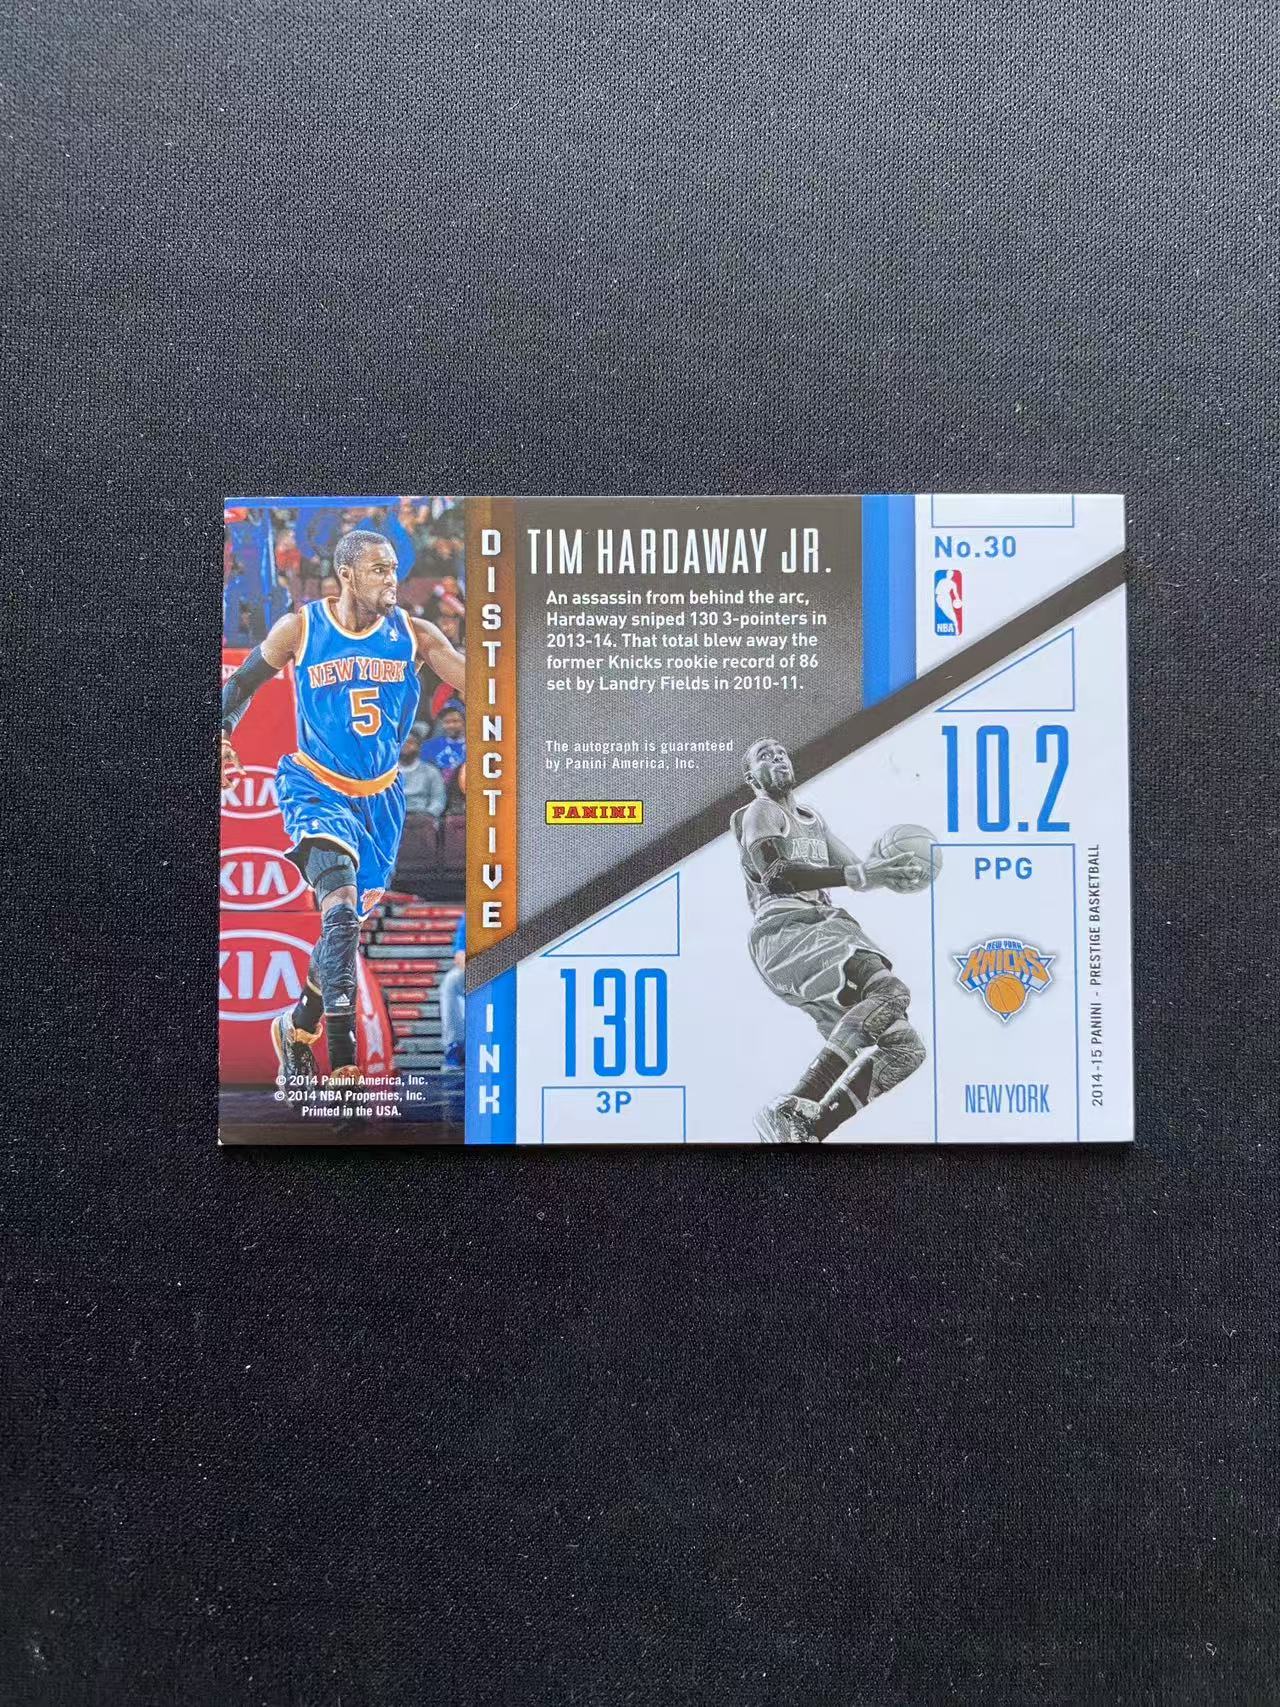 TIM HARDAWAY JR.
An assassin from behind the arc,
Hardaway sniped 130 3-pointers in
2013-14. That total blew away the
former Knicks rookie record of 86
set by Landry Fields in 2010-11.
The autograph is guaranteed
by Panini America, Inc.
PANINI
DISTINCTIVE
INK
No.30
NBA
10.2
PPG
NEW YORK
KNICKS
NEW YORK
130
3P
2014-15 PANINI - PRESTIGE BASKETBALL
NEW YORK
5
KIA
KIA
KIA
© 2014 Panini America, Inc.
© 2014 NBA Properties, Inc.
Printed in the USA.